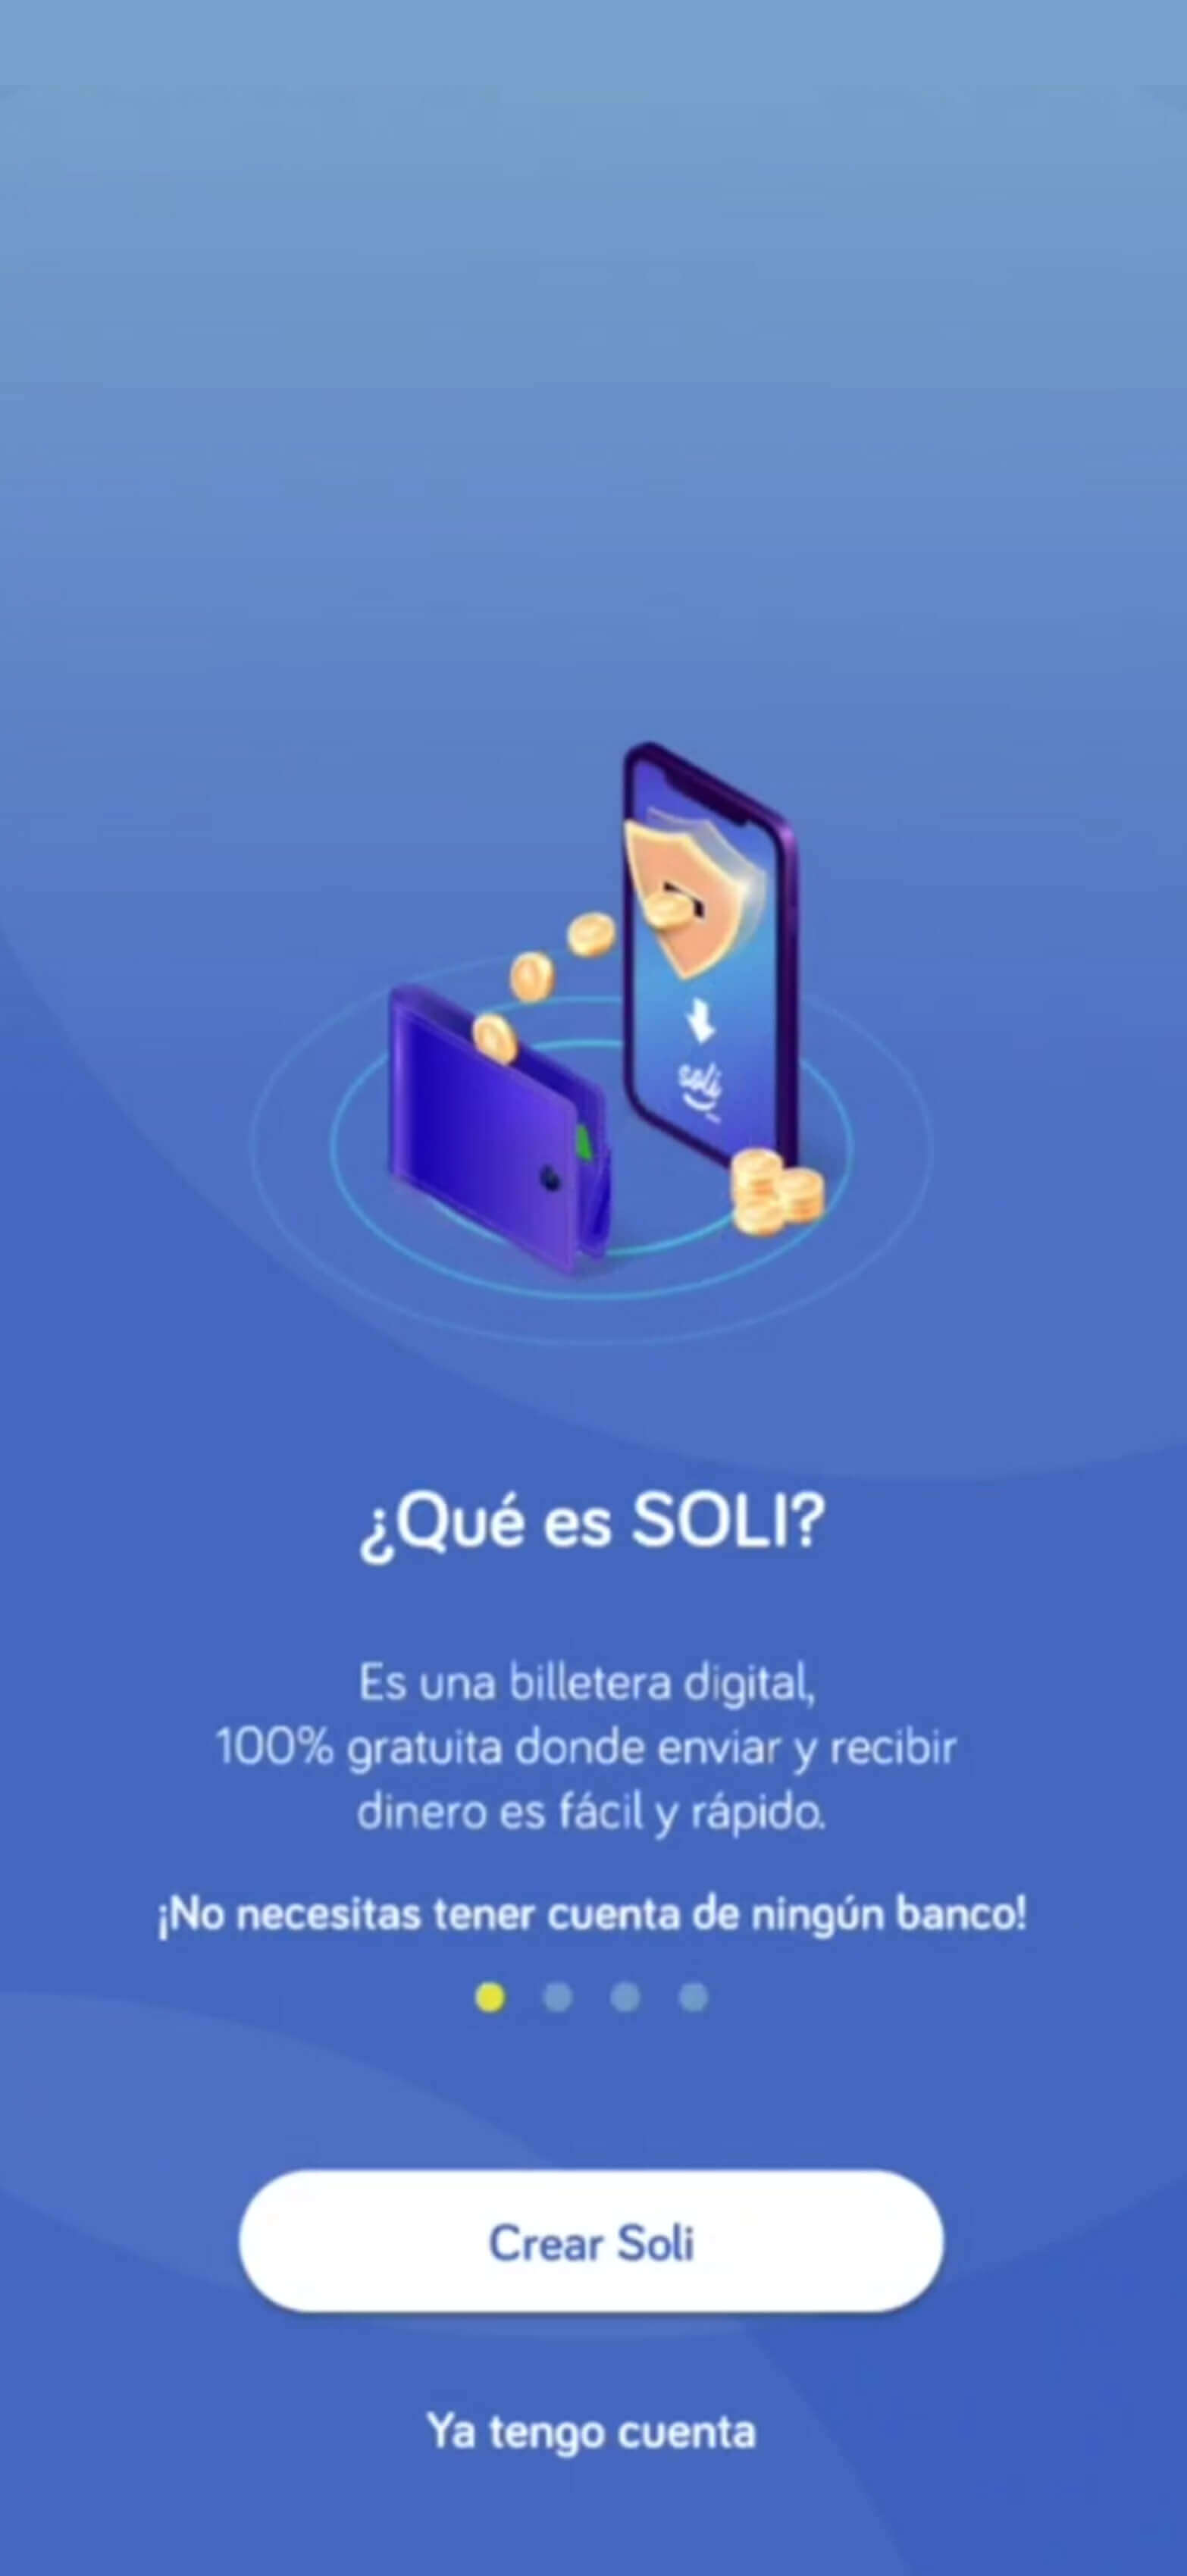 soli
¿Qué es SOLI?
Es una billetera digital,
100% gratuita donde enviar y recibir
dinero es fácil y rápido.
¡No necesitas tener cuenta de ningún banco!
Crear Soli
Ya tengo cuenta